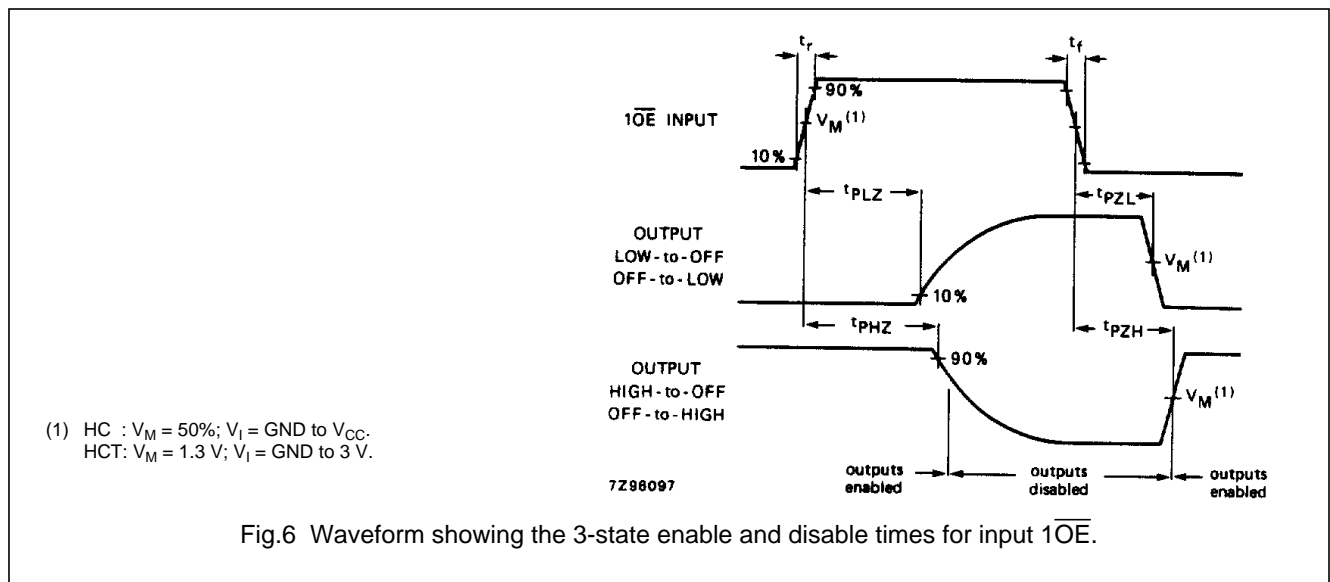 tr
tf
90%
1O̅E̅ INPUT
VM(1)
10%
tPLZ
tPZL
OUTPUT
LOW-to-OFF
OFF-to-LOW
VM(1)
10%
tPHZ
tPZH
90%
OUTPUT
HIGH-to-OFF
OFF-to-HIGH
VM(1)
(1) HC : VM = 50%; VI = GND to VCC.
HCT: VM = 1.3 V; VI = GND to 3 V.
outputs enabled
outputs disabled
outputs enabled
7Z98097
Fig.6 Waveform showing the 3-state enable and disable times for input 1O̅E̅.